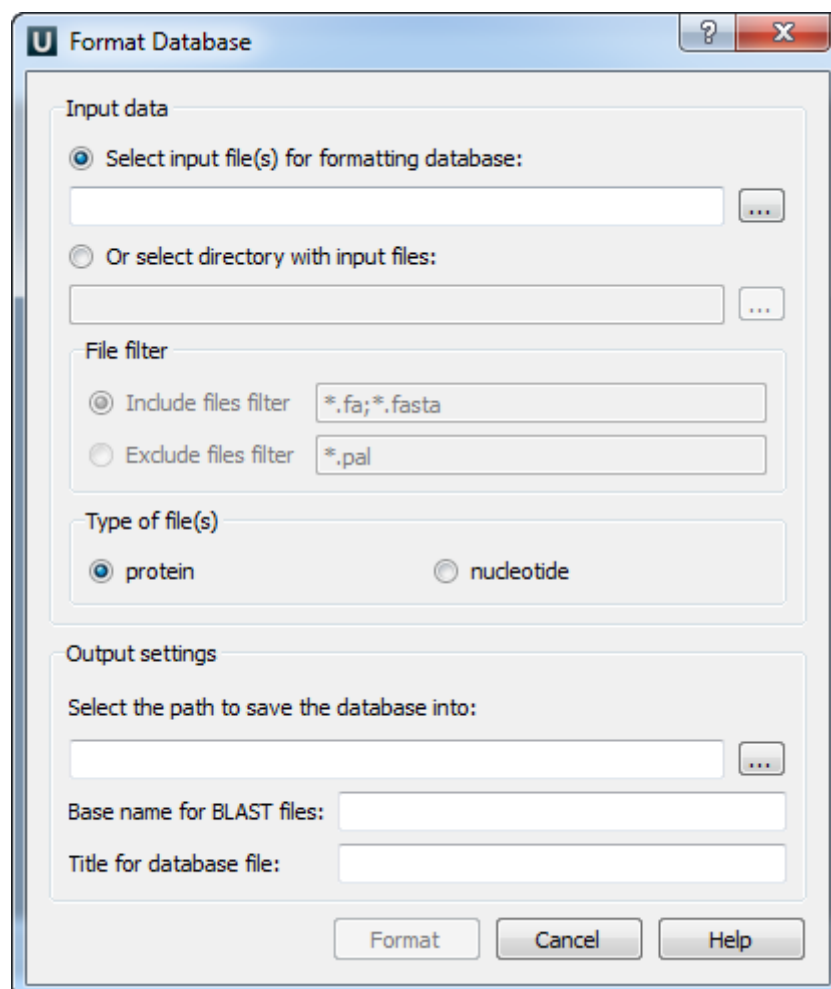 U Format Database ? X
Input data
Select input file(s) for formatting database:
...
Or select directory with input files:
...
File filter
Include files filter *.fa;*.fasta
Exclude files filter *.pal
Type of file(s)
protein nucleotide
Output settings
Select the path to save the database into:
...
Base name for BLAST files:
Title for database file:
Format Cancel Help